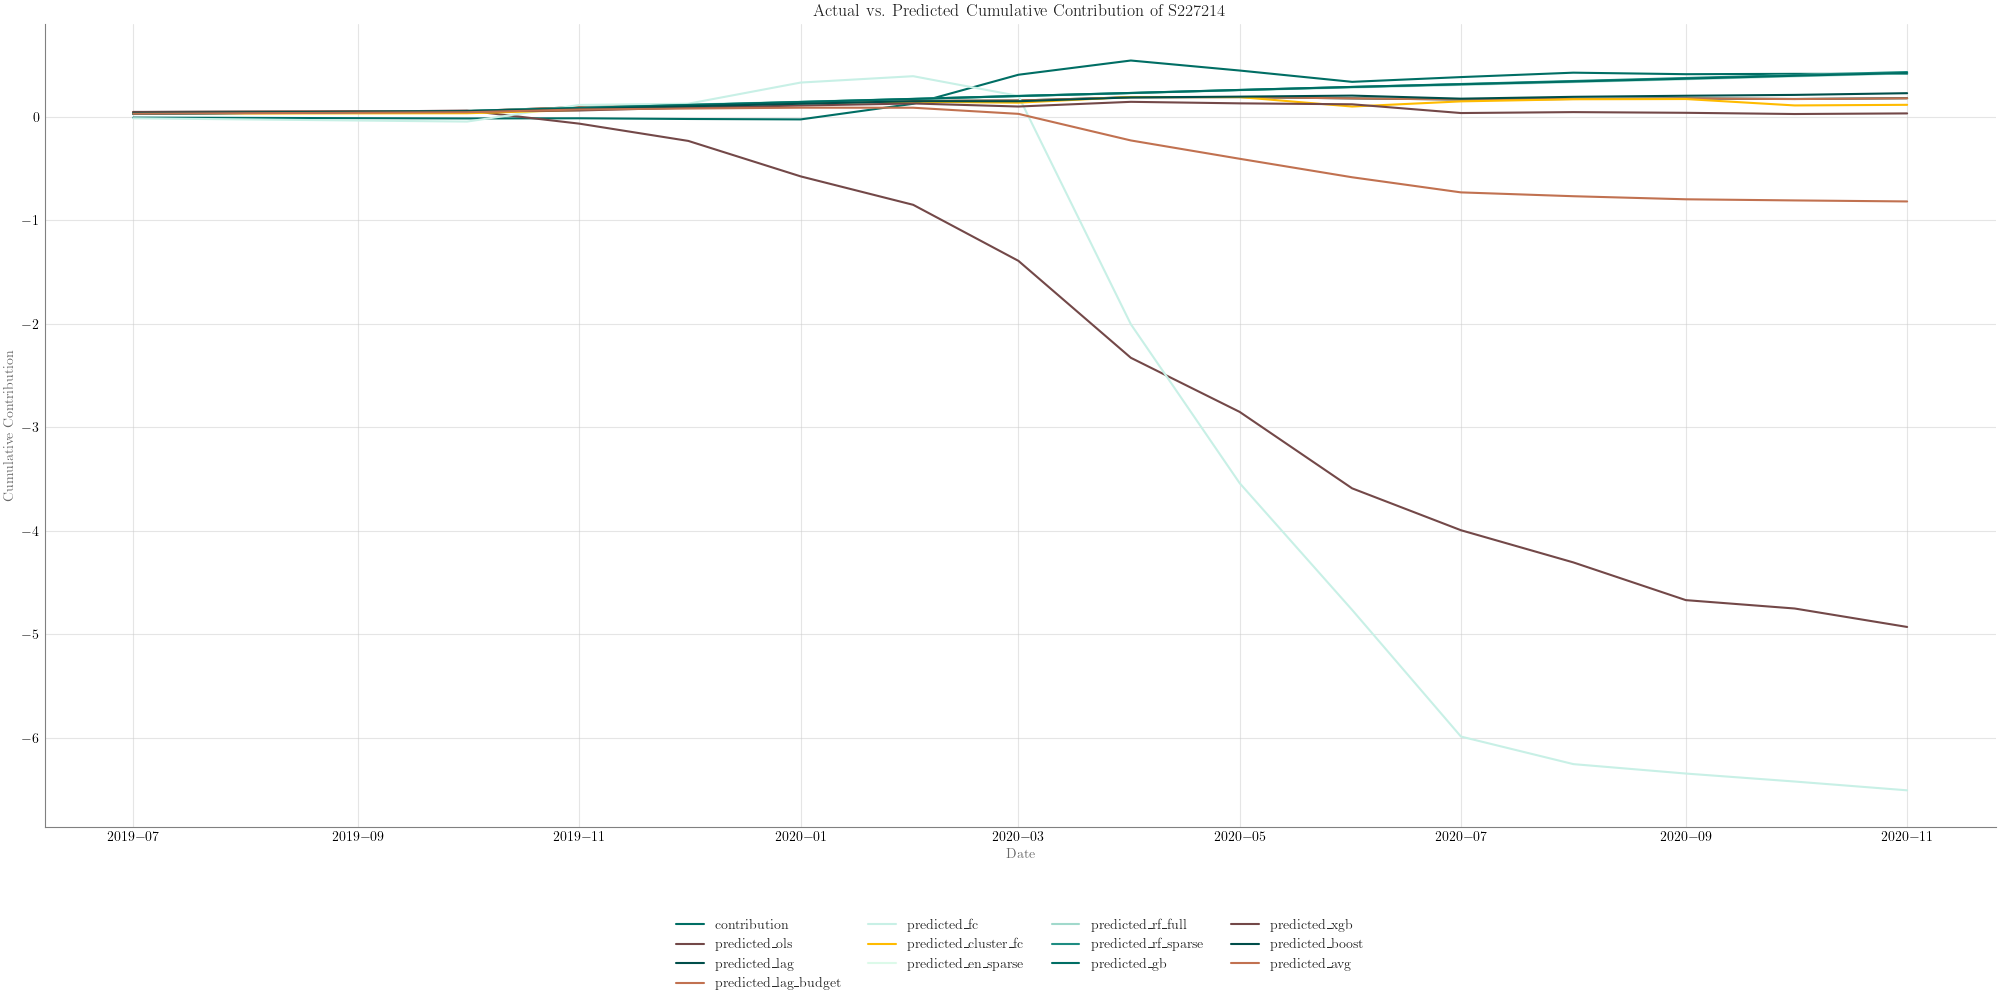 Actual vs. Predicted Cumulative Contribution of S227214
Cumulative Contribution
0
−1
−2
−3
−4
−5
−6
2019−07 2019−09 2019−11 2020−01 2020−03 2020−05 2020−07 2020−09 2020−11
Date
contribution predicted_fc predicted_rf_full predicted_xgb
predicted_ols predicted_cluster_fc predicted_rf_sparse predicted_boost
predicted_lag predicted_en_sparse predicted_gb predicted_avg
predicted_lag_budget